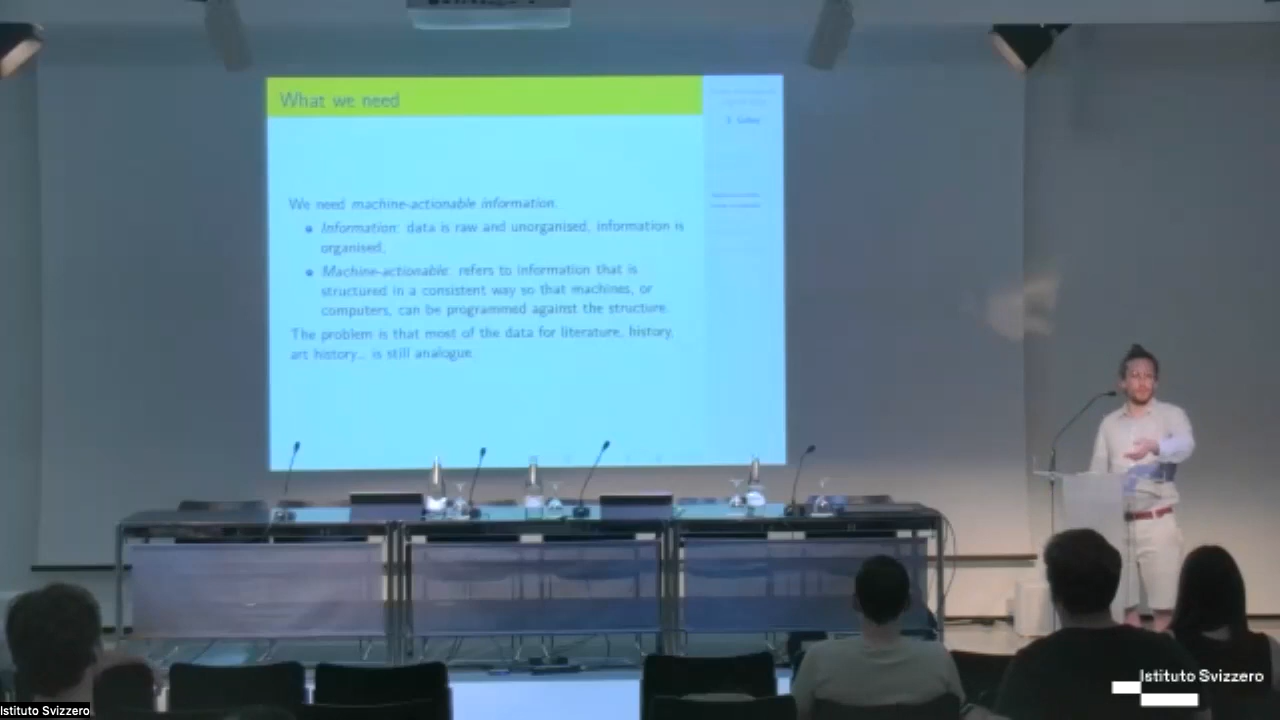 What we need
We need machine-actionable information.
Information: data is raw and unorganised, information is
organised.
Machine-actionable: refers to information that is
structured in a consistent way so that machines, or
computers, can be programmed against the structure.
The problem is that most of the data for literature, history,
art history... is still analogue.
Istituto Svizzero
Istituto Svizzero